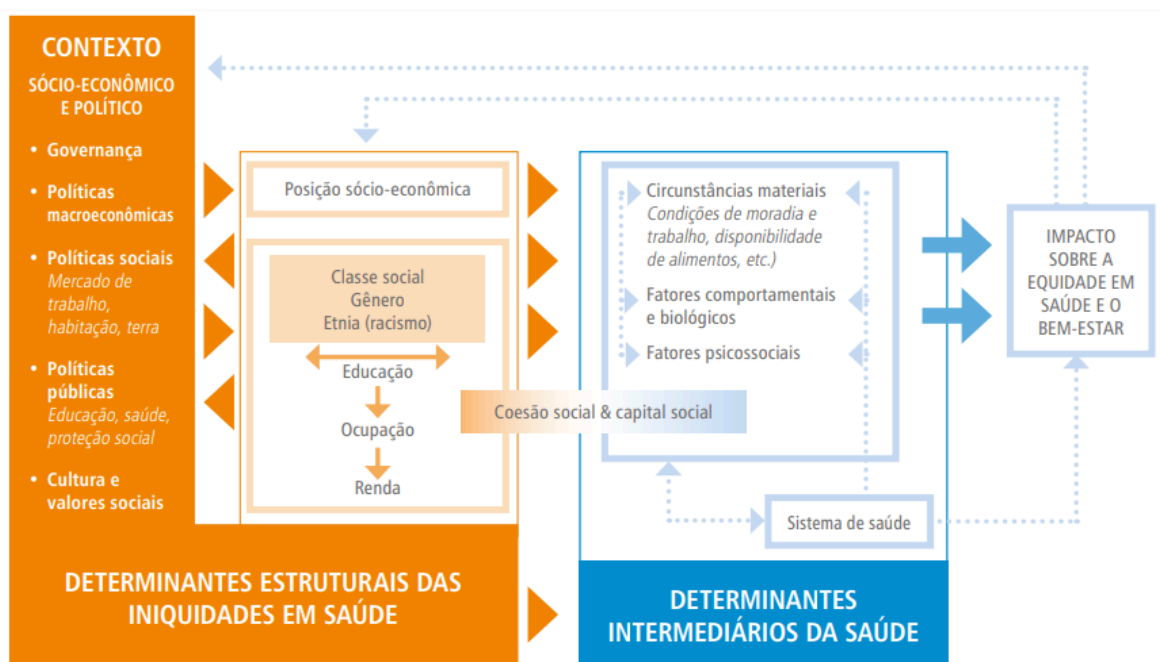 CONTEXTO
SÓCIO-ECONÔMICO
E POLÍTICO
• Governança
• Políticas
macroeconômicas
• Políticas sociais
Mercado de
trabalho,
habitação, terra
• Políticas
públicas
Educação, saúde,
proteção social
• Cultura e
valores sociais
Posição sócio-econômica
Classe social
Gênero
Etnia (racismo)
Educação
Ocupação
Renda
Coesão social & capital social
Circunstâncias materiais
Condições de moradia e
trabalho, disponibilidade
de alimentos, etc.)
Fatores comportamentais
e biológicos
Fatores psicossociais
Sistema de saúde
IMPACTO
SOBRE A
EQUIDADE EM
SAÚDE E O
BEM-ESTAR
DETERMINANTES ESTRUTURAIS DAS
INIQUIDADES EM SAÚDE
DETERMINANTES
INTERMEDIÁRIOS DA SAÚDE